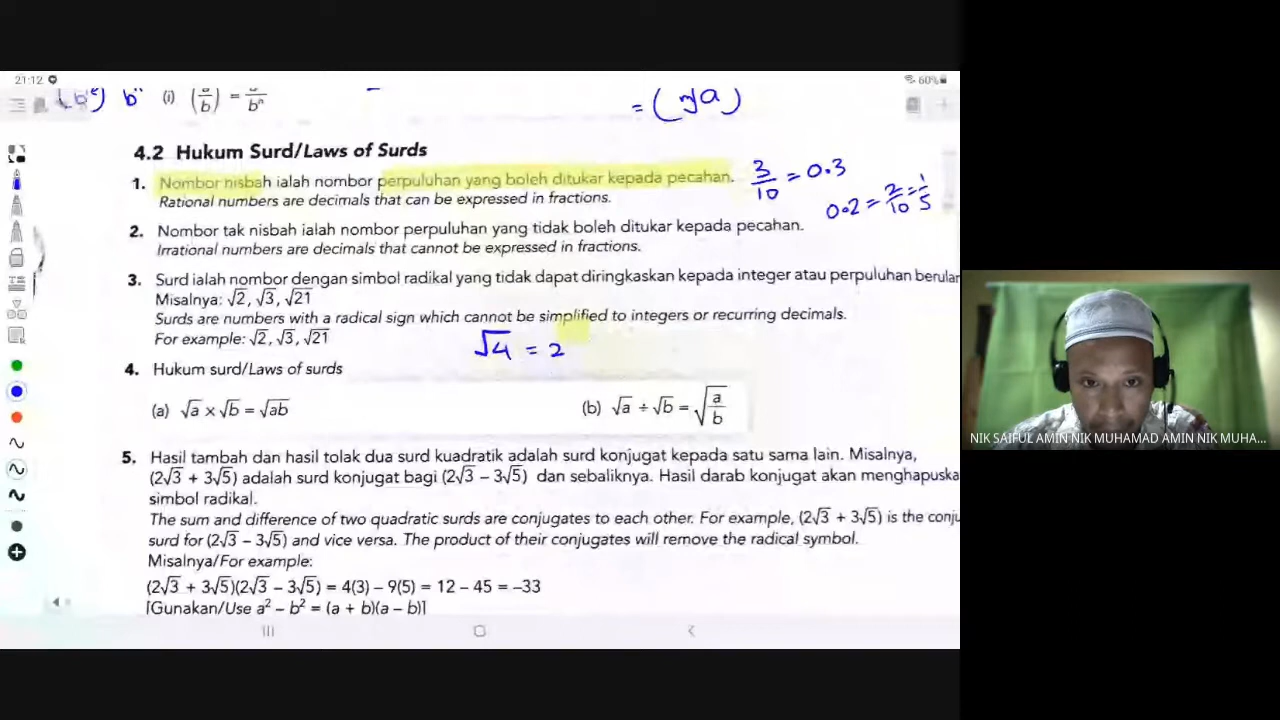 21:12 60%
b" (i) (a/b) = a/bⁿ = (ⁿ√a)
4.2 Hukum Surd/Laws of Surds
1. Nombor nisbah ialah nombor perpuluhan yang boleh ditukar kepada pecahan. 3/10 = 0.3
Rational numbers are decimals that can be expressed in fractions. 0.2 = 2/10 = 1/5
2. Nombor tak nisbah ialah nombor perpuluhan yang tidak boleh ditukar kepada pecahan.
Irrational numbers are decimals that cannot be expressed in fractions.
3. Surd ialah nombor dengan simbol radikal yang tidak dapat diringkaskan kepada integer atau perpuluhan berular
Misalnya: √2, √3, √21
Surds are numbers with a radical sign which cannot be simplified to integers or recurring decimals.
For example: √2, √3, √21
√4 = 2
4. Hukum surd/Laws of surds
(a) √a × √b = √ab (b) √a ÷ √b = √(a/b)
5. Hasil tambah dan hasil tolak dua surd kuadratik adalah surd konjugat kepada satu sama lain. Misalnya,
(2√3 + 3√5) adalah surd konjugat bagi (2√3 – 3√5) dan sebaliknya. Hasil darab konjugat akan menghapuska
simbol radikal.
The sum and difference of two quadratic surds are conjugates to each other. For example, (2√3 + 3√5) is the conju
surd for (2√3 – 3√5) and vice versa. The product of their conjugates will remove the radical symbol.
Misalnya/For example:
(2√3 + 3√5)(2√3 – 3√5) = 4(3) – 9(5) = 12 – 45 = –33
[Gunakan/Use a² – b² = (a + b)(a – b)]
NIK SAIFUL AMIN NIK MUHAMAD AMIN NIK MUHA...